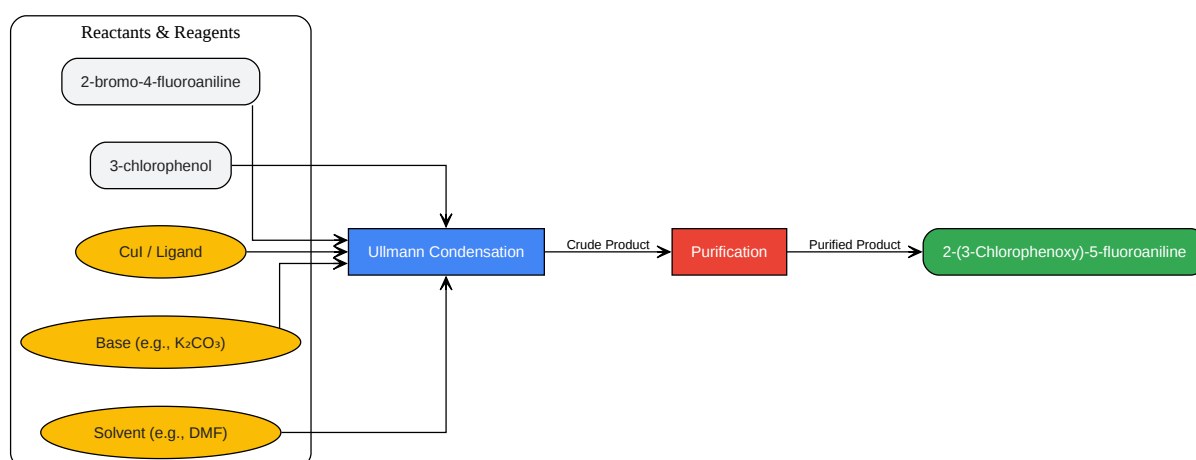 Reactants & Reagents
2-bromo-4-fluoroaniline
3-chlorophenol
CuI / Ligand
Base (e.g., K₂CO₃)
Solvent (e.g., DMF)
Ullmann Condensation
Crude Product
Purification
Purified Product
2-(3-Chlorophenoxy)-5-fluoroaniline